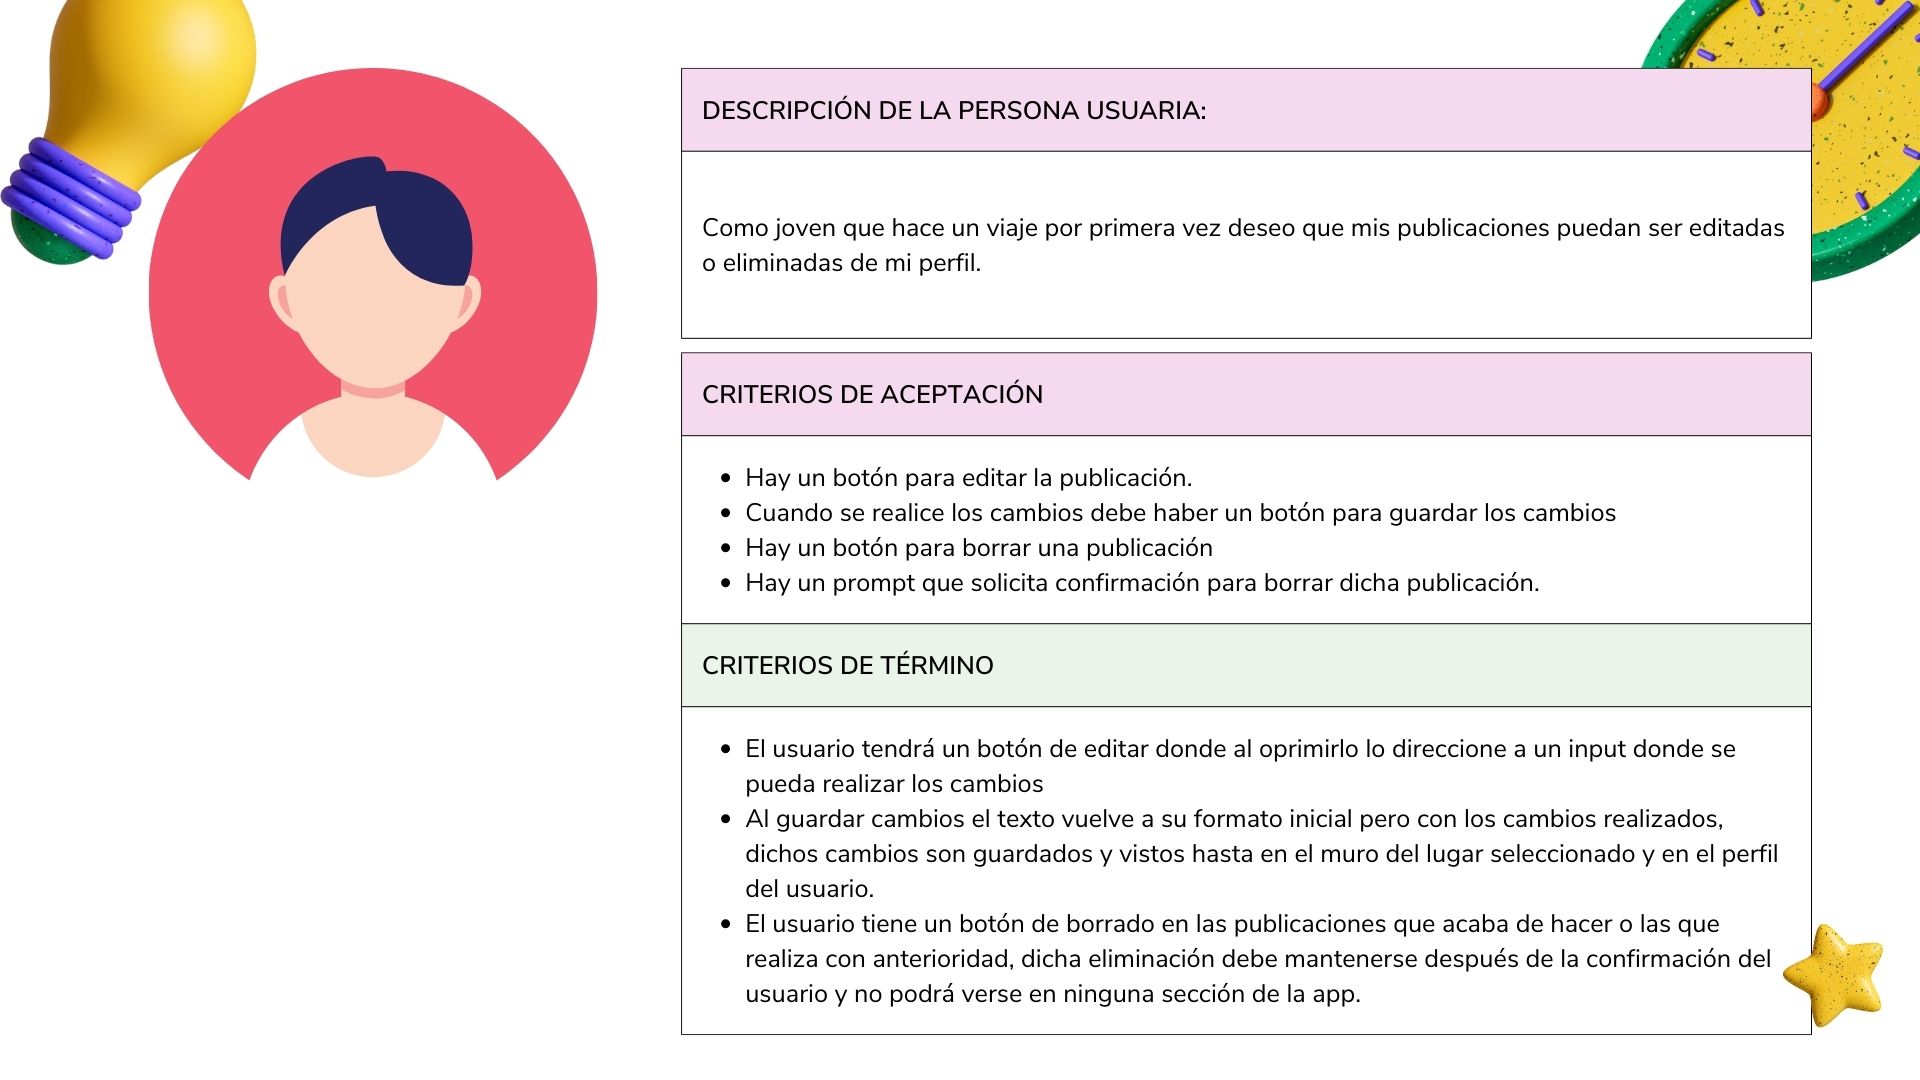 DESCRIPCIÓN DE LA PERSONA USUARIA:
Como joven que hace un viaje por primera vez deseo que mis publicaciones puedan ser editadas
o eliminadas de mi perfil.
CRITERIOS DE ACEPTACIÓN
• Hay un botón para editar la publicación.
• Cuando se realice los cambios debe haber un botón para guardar los cambios
• Hay un botón para borrar una publicación
• Hay un prompt que solicita confirmación para borrar dicha publicación.
CRITERIOS DE TÉRMINO
• El usuario tendrá un botón de editar donde al oprimirlo lo direccione a un input donde se
pueda realizar los cambios
• Al guardar cambios el texto vuelve a su formato inicial pero con los cambios realizados,
dichos cambios son guardados y vistos hasta en el muro del lugar seleccionado y en el perfil
del usuario.
• El usuario tiene un botón de borrado en las publicaciones que acaba de hacer o las que
realiza con anterioridad, dicha eliminación debe mantenerse después de la confirmación del
usuario y no podrá verse en ninguna sección de la app.